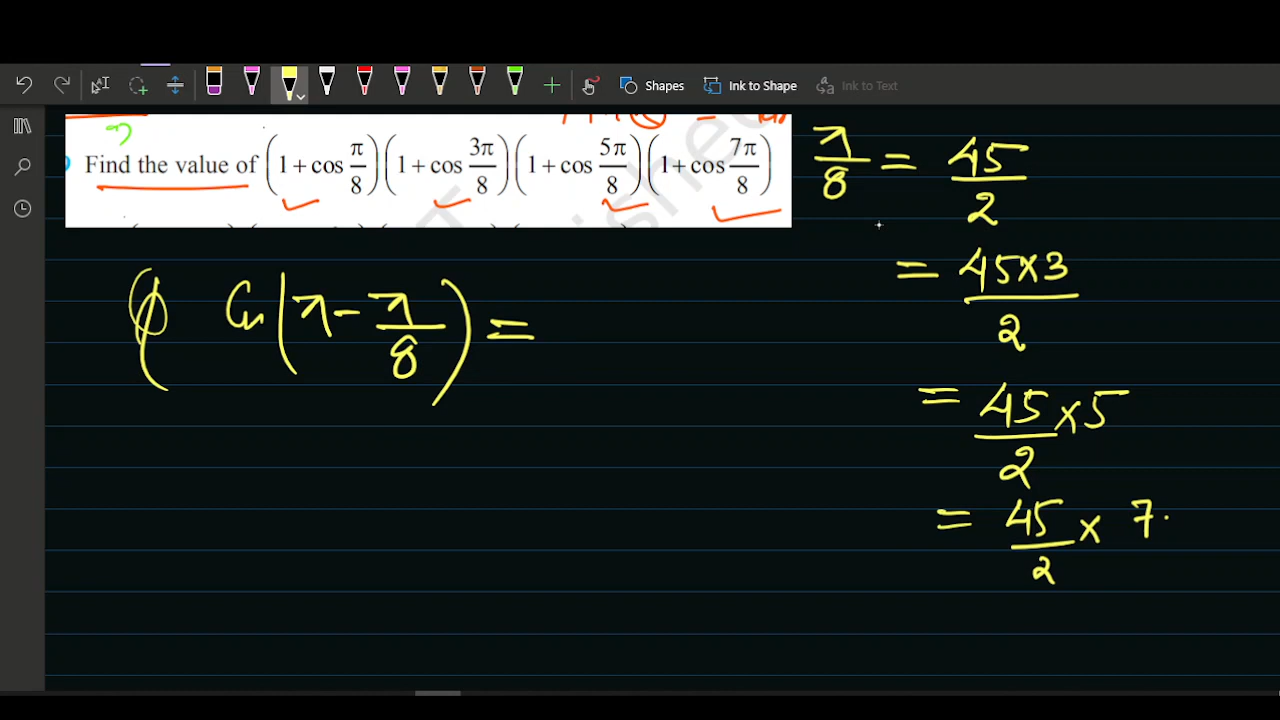 Shapes Ink to Shape Ink to Text
Find the value of (1+cos π/8)(1+cos 3π/8)(1+cos 5π/8)(1+cos 7π/8)
π/8 = 45/2
= 45×3/2
Cos(π-π/8) =
= 45/2 ×5
= 45/2 × 7.